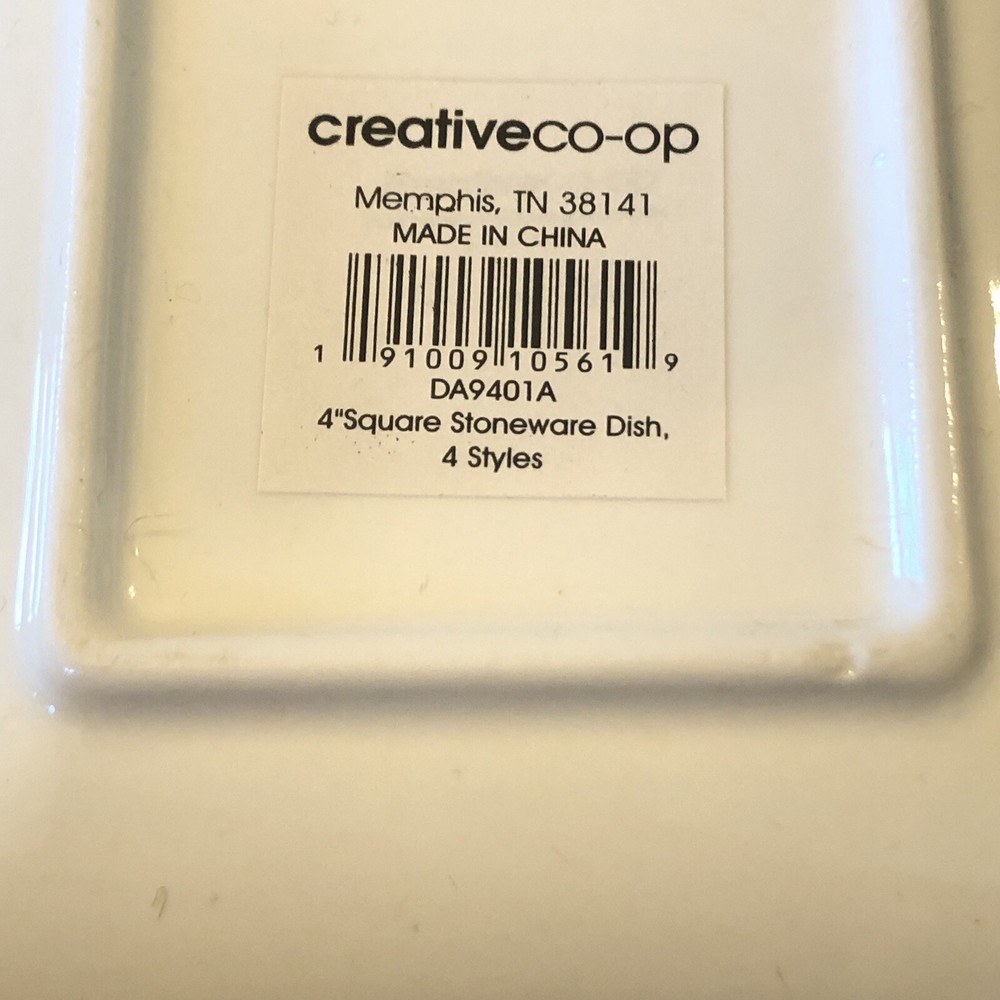 creativeco-op
Memphis, TN 38141
MADE IN CHINA
1 91009 10561 9
DA9401A
4"Square Stoneware Dish,
4 Styles